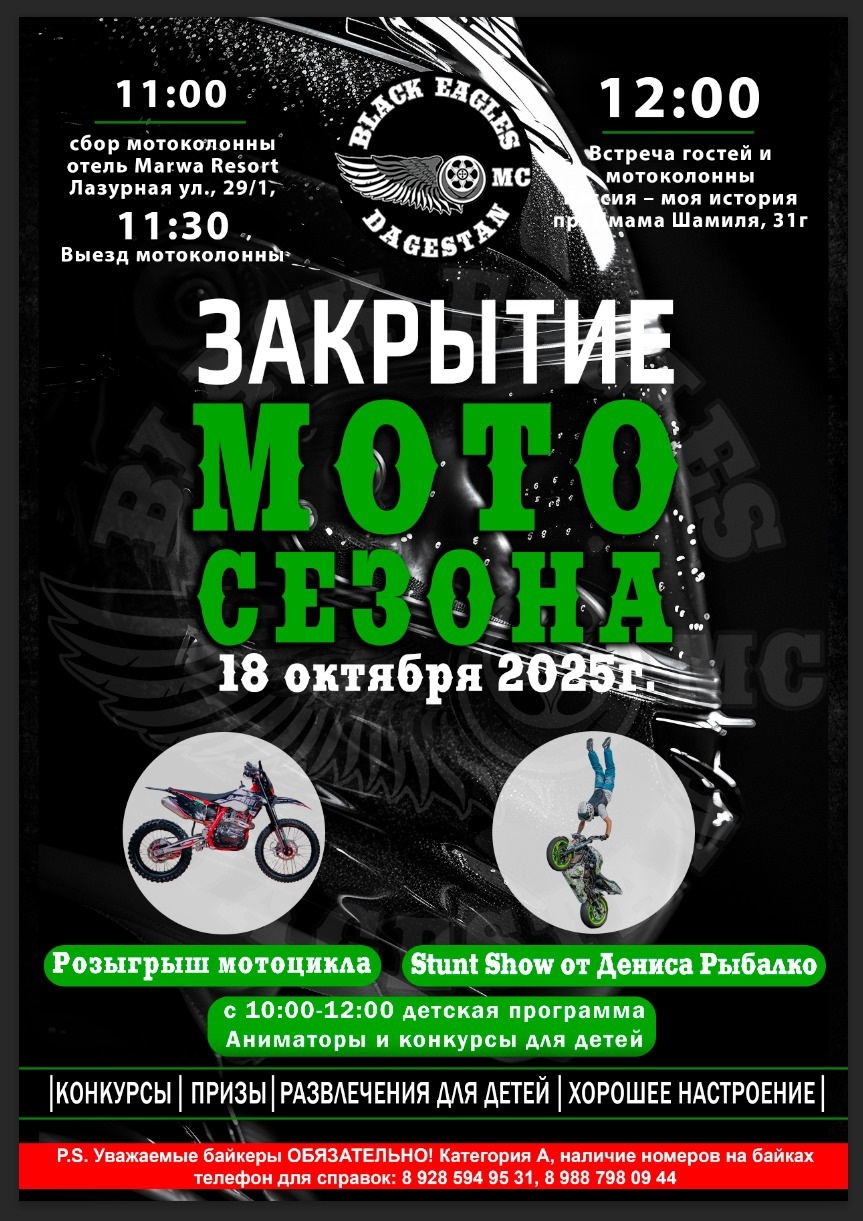 11:00
сбор мотоколонны
отель Marwa Resort
Лазурная ул., 29/1,
11:30
Выезд мотоколонны
BLACK EAGLES
MC
DAGESTAN
12:00
Встреча гостей и
мотоколонны
– моя история
Шамиля, 31г
ЗАКРЫТИЕ
МОТО
СЕЗОНА
18 октября 2025г.
Розыгрыш мотоцикла
Stunt Show от Дениса Рыбалко
с 10:00-12:00 детская программа
Аниматоры и конкурсы для детей
|КОНКУРСЫ| ПРИЗЫ|РАЗВЛЕЧЕНИЯ ДЛЯ ДЕТЕЙ |ХОРОШЕЕ НАСТРОЕНИЕ|
P.S. Уважаемые байкеры ОБЯЗАТЕЛЬНО! Категория А, наличие номеров на байках
телефон для справок: 8 928 594 95 31, 8 988 798 09 44